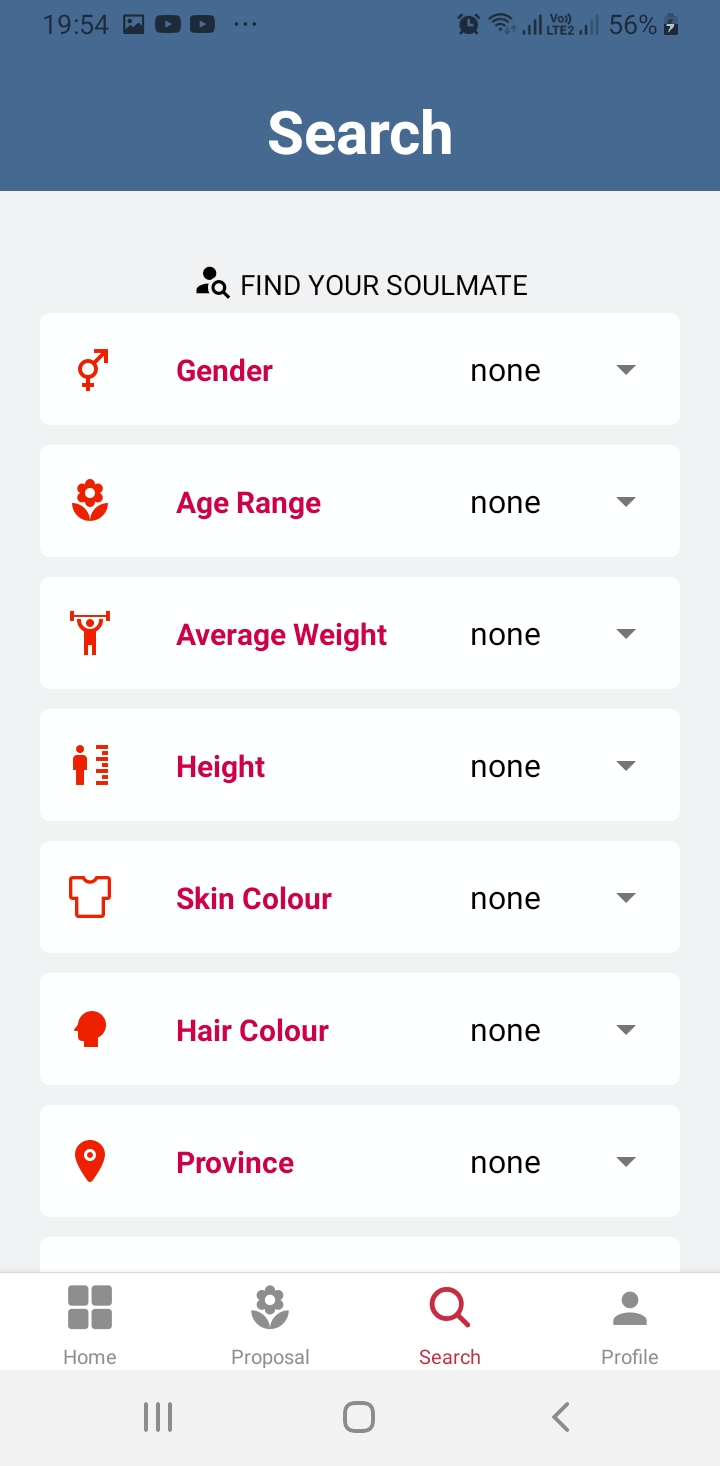 19:54 ... Vo) LTE2 56%
Search
FIND YOUR SOULMATE
Gender none
Age Range none
Average Weight none
Height none
Skin Colour none
Hair Colour none
Province none
Home Proposal Search Profile